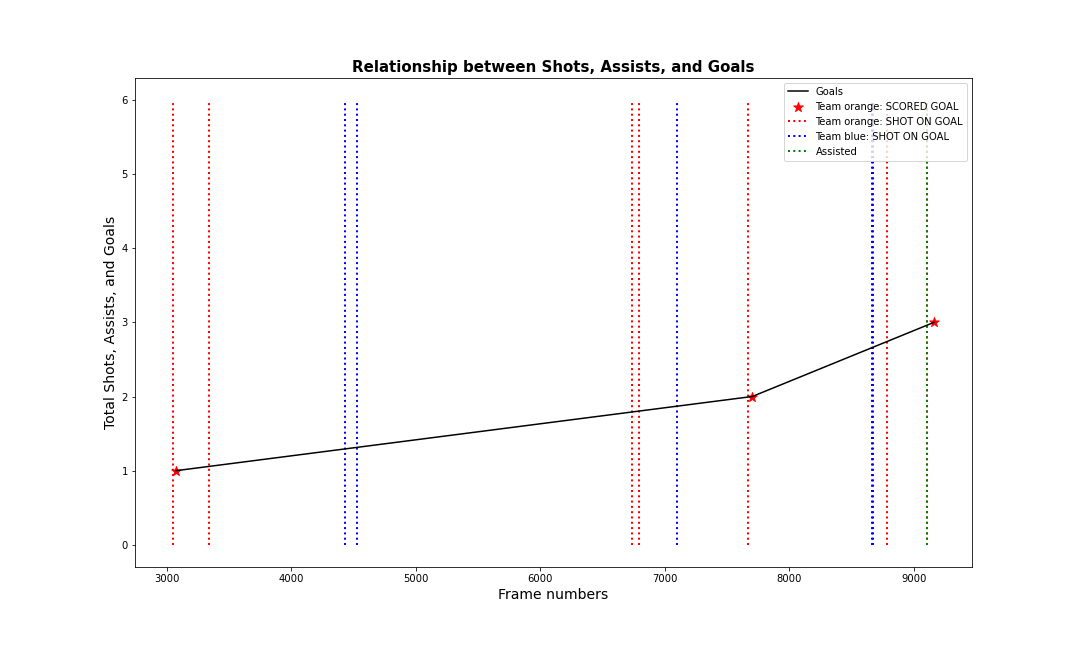 Relationship between Shots, Assists, and Goals
Goals
Team orange: SCORED GOAL
Team orange: SHOT ON GOAL
Team blue: SHOT ON GOAL
Assisted
Total Shots, Assists, and Goals
6
5
4
3
2
1
0
3000 4000 5000 6000 7000 8000 9000
Frame numbers